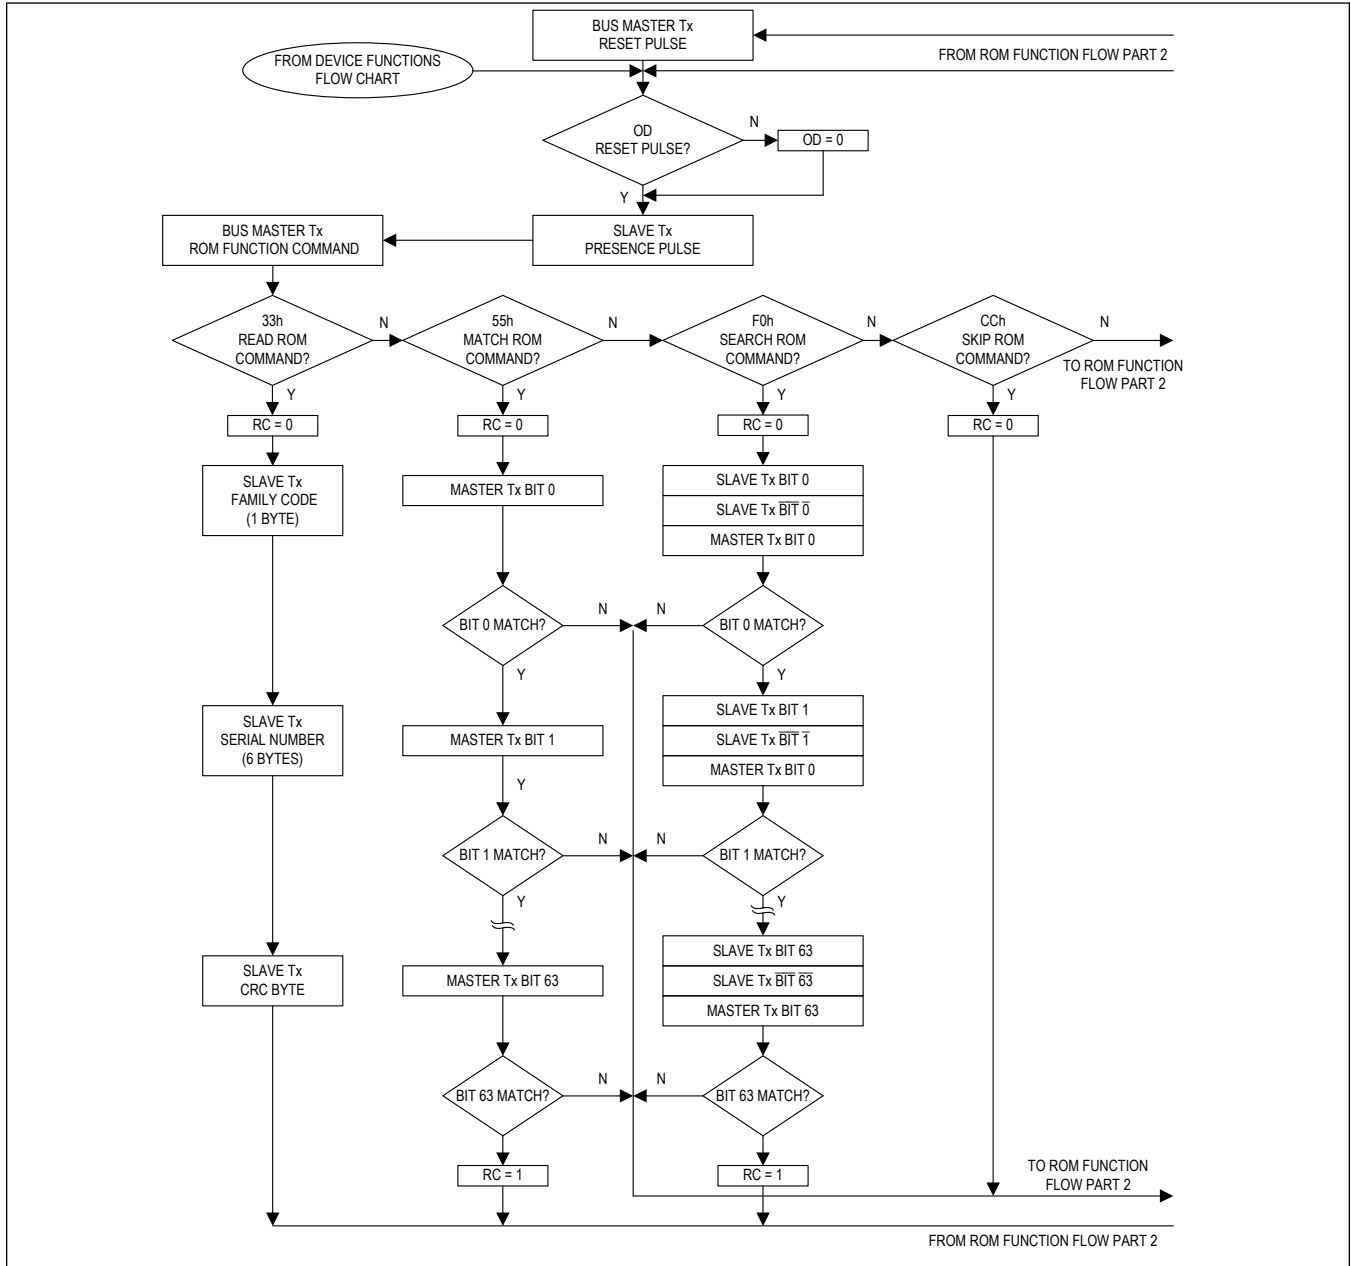 BUS MASTER Tx
RESET PULSE
FROM ROM FUNCTION FLOW PART 2
FROM DEVICE FUNCTIONS
FLOW CHART
OD
RESET PULSE?
N
OD = 0
Y
BUS MASTER Tx
ROM FUNCTION COMMAND
SLAVE Tx
PRESENCE PULSE
33h
READ ROM
COMMAND?
N
55h
MATCH ROM
COMMAND?
N
F0h
SEARCH ROM
COMMAND?
N
CCh
SKIP ROM
COMMAND?
N
TO ROM FUNCTION
FLOW PART 2
Y
Y
Y
Y
RC = 0
RC = 0
RC = 0
RC = 0
SLAVE Tx
FAMILY CODE
(1 BYTE)
MASTER Tx BIT 0
SLAVE Tx BIT 0
SLAVE Tx B̅I̅T̅ 0̅
MASTER Tx BIT 0
BIT 0 MATCH?
N
N
BIT 0 MATCH?
Y
Y
SLAVE Tx
SERIAL NUMBER
(6 BYTES)
MASTER Tx BIT 1
SLAVE Tx BIT 1
SLAVE Tx B̅I̅T̅ 1̅
MASTER Tx BIT 0
Y
BIT 1 MATCH?
N
N
BIT 1 MATCH?
Y
Y
SLAVE Tx
CRC BYTE
MASTER Tx BIT 63
SLAVE Tx BIT 63
SLAVE Tx B̅I̅T̅ 6̅3̅
MASTER Tx BIT 63
BIT 63 MATCH?
N
N
BIT 63 MATCH?
Y
Y
RC = 1
RC = 1
TO ROM FUNCTION
FLOW PART 2
FROM ROM FUNCTION FLOW PART 2